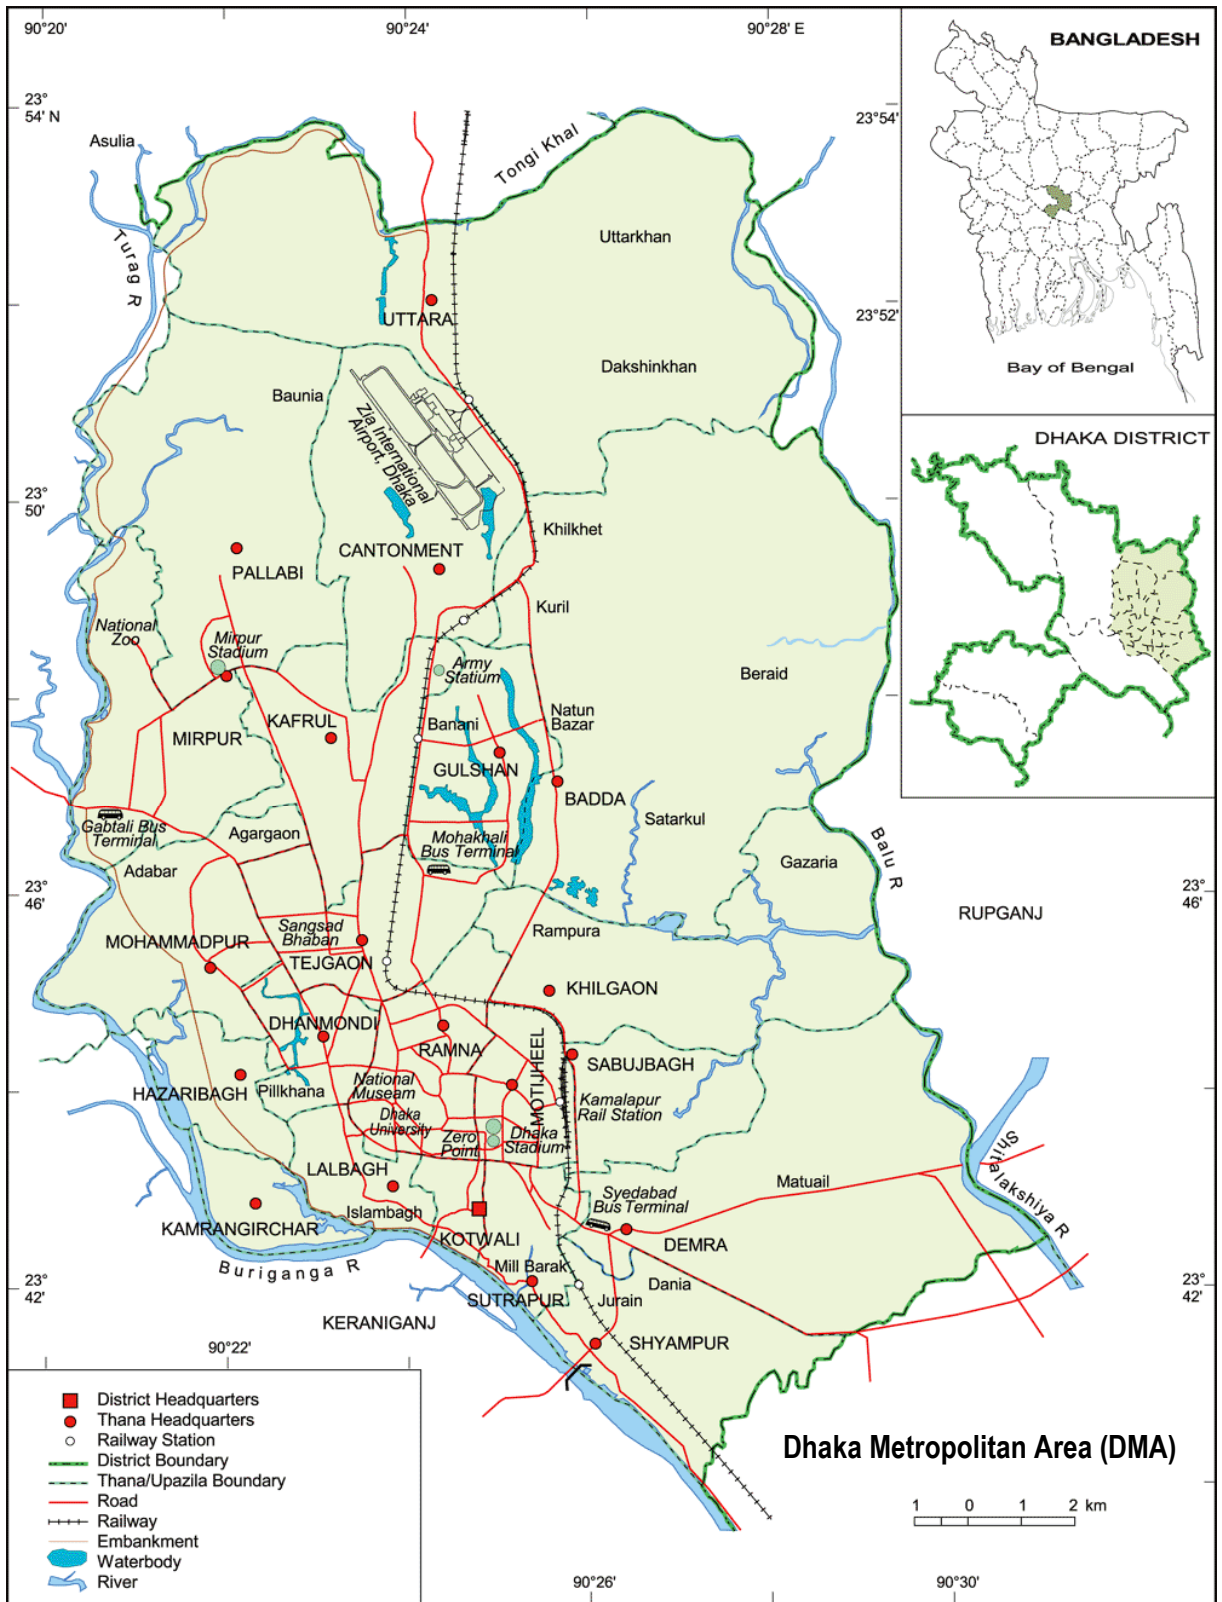 90°20'
90°24'
90°28' E
BANGLADESH
23°
54' N
23°54'
Asulia
Tongi Khal
Turag R
Uttarkhan
UTTARA
23°52'
Dakshinkhan
Bay of Bengal
Baunia
Zia International
Airport, Dhaka
DHAKA DISTRICT
23°
50'
Khilkhet
CANTONMENT
PALLABI
Kuril
National
Zoo
Mirpur
Stadium
Army
Statium
Beraid
Natun
Bazar
Banani
KAFRUL
MIRPUR
GULSHAN
BADDA
Satarkul
Gabtali Bus
Terminal
Agargaon
Mohakhali
Bus Terminal
Gazaria
Balu R
Adabar
23°
46'
23°
46'
RUPGANJ
Sangsad
Bhaban
Rampura
MOHAMMADPUR
TEJGAON
KHILGAON
DHANMONDI
RAMNA
MOTIJHEEL
SABUJBAGH
HAZARIBAGH
Pillkhana
National
Museam
Kamalapur
Rail Station
Dhaka
University
Zero
Point
Dhaka
Stadium
Shitalakshiya R
LALBAGH
Matuail
Syedabad
Bus Terminal
Islambagh
KAMRANGIRCHAR
KOTWALI
DEMRA
Buriganga R
Mill Barak
Dania
23°
42'
23°
42'
SUTRAPUR
Jurain
KERANIGANJ
SHYAMPUR
90°22'
District Headquarters
Thana Headquarters
Railway Station
District Boundary
Thana/Upazila Boundary
Road
Railway
Embankment
Waterbody
River
Dhaka Metropolitan Area (DMA)
1 0 1 2 km
90°26'
90°30'